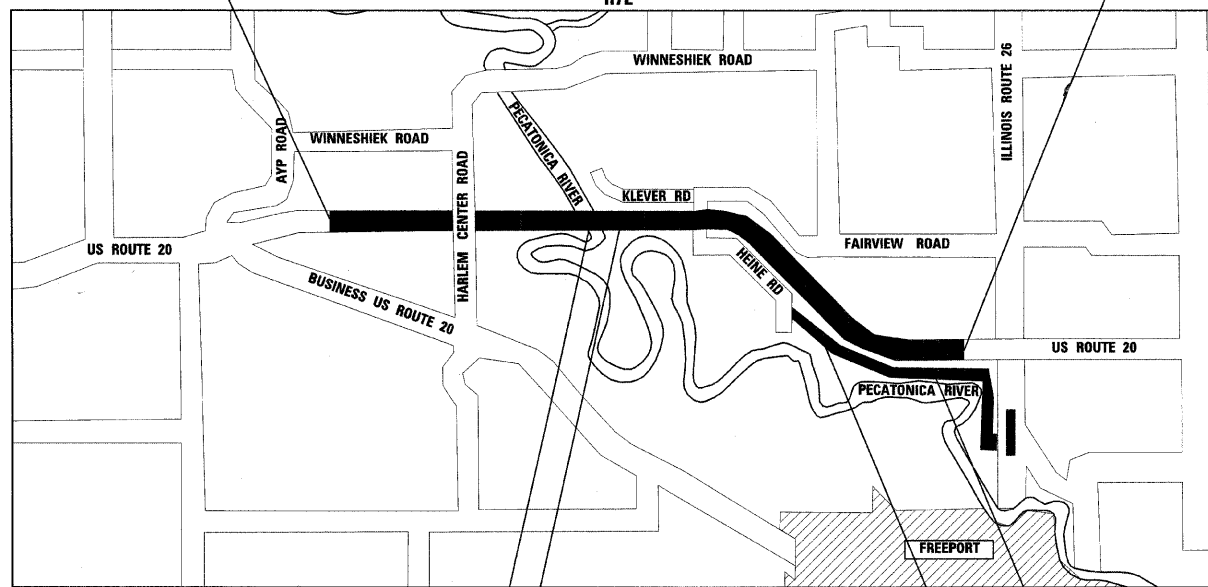 WINNESHIEK ROAD
ILLINOIS ROUTE 26
PECATONICA RIVER
AYP ROAD
WINNESHIEK ROAD
HARLEM CENTER ROAD
KLEVER RD
US ROUTE 20
FAIRVIEW ROAD
HEINE RD
BUSINESS US ROUTE 20
US ROUTE 20
PECATONICA RIVER
FREEPORT